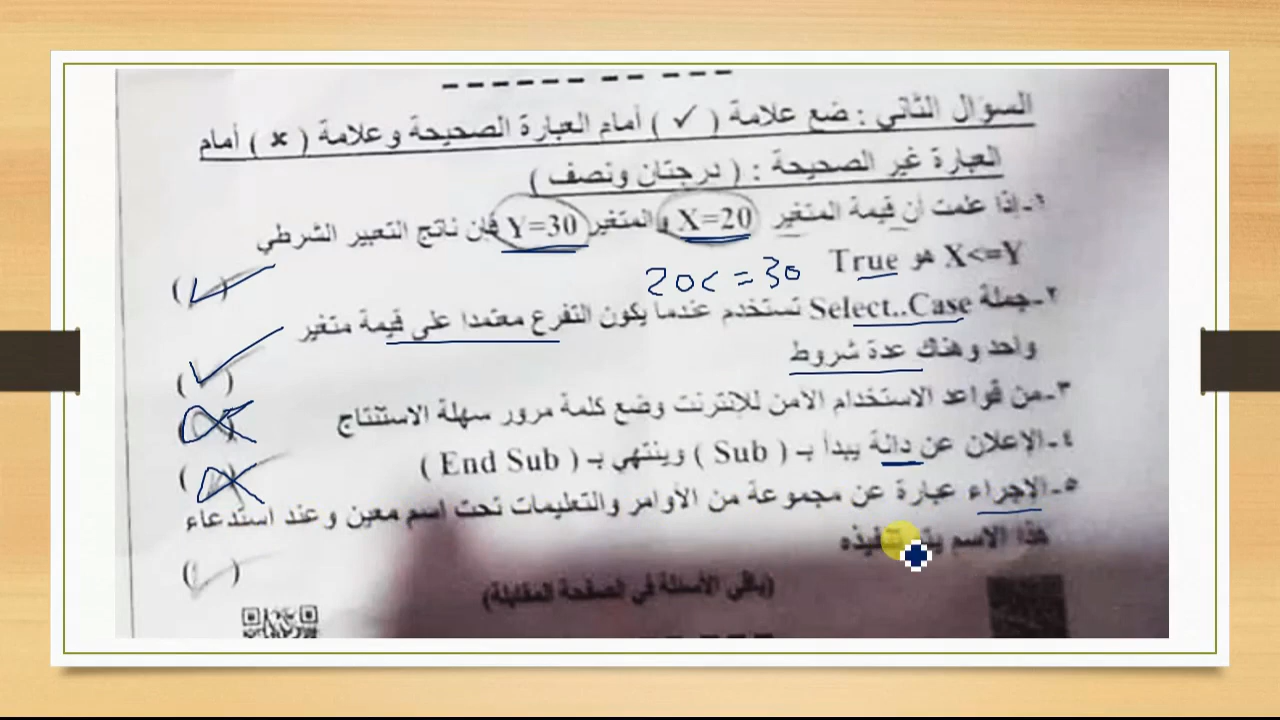 السؤال الثاني : ضع علامة ( ✓ ) أمام العبارة الصحيحة وعلامة ( × ) أمام
العبارة غير الصحيحة : ( درجتان ونصف )
١-إذا علمت أن قيمة المتغير X=20 والمتغير Y=30 فإن ناتج التعبير الشرطي
X<=Y هو True
20<=30
( ✓ )
٢-جملة Select..Case تستخدم عندما يكون التفرع معتمدا على قيمة متغير
واحد وهناك عدة شروط
( ✓ )
٣-من قواعد الاستخدام الآمن للإنترنت وضع كلمة مرور سهلة الاستنتاج
( × )
٤-الإعلان عن دالة يبدأ بـ ( Sub ) وينتهي بـ ( End Sub )
( × )
٥-الإجراء عبارة عن مجموعة من الأوامر والتعليمات تحت اسم معين وعند استدعاء
هذا الاسم يتم تنفيذه
( ✓ )
(باقي الأسئلة في الصفحة المقابلة)